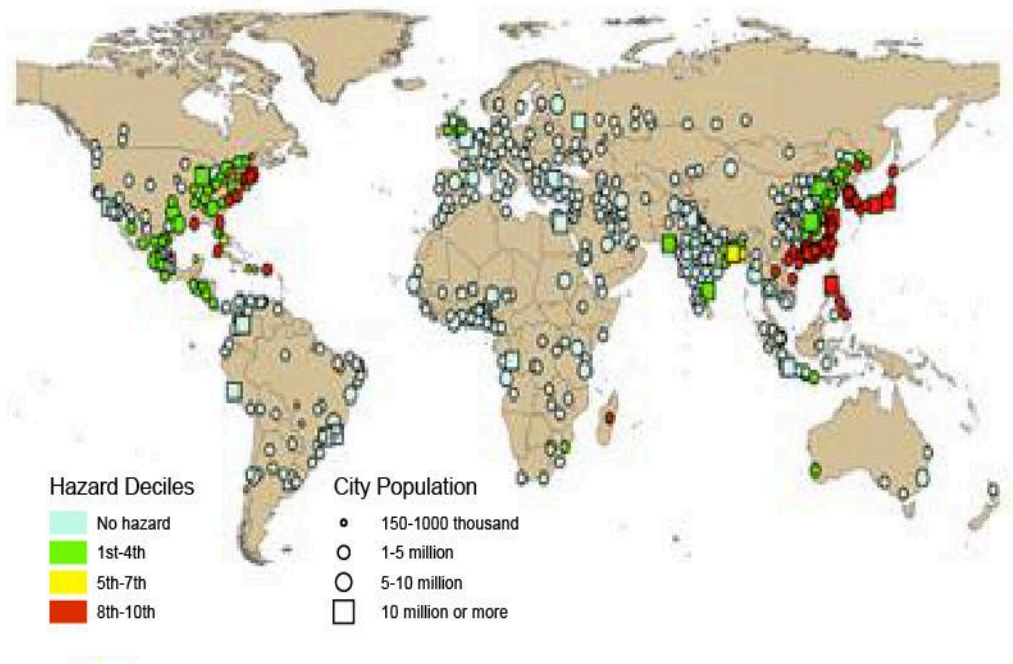 Hazard Deciles
No hazard
1st-4th
5th-7th
8th-10th
City Population
150-1000 thousand
1-5 million
5-10 million
10 million or more